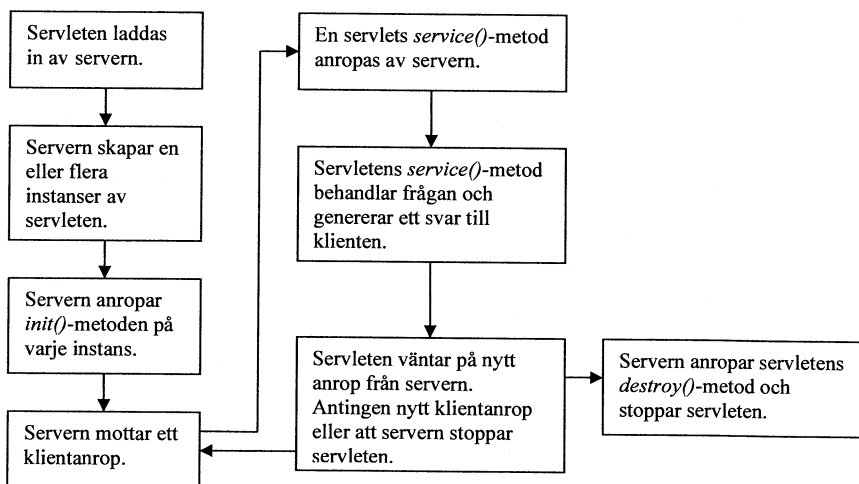 Servleten laddas
in av servern.
Servern skapar en
eller flera
instanser av
servleten.
Servern anropar
init()-metoden på
varje instans.
Servern mottar ett
klientanrop.
En servlets service()-metod
anropas av servern.
Servletens service()-metod
behandlar frågan och
genererar ett svar till
klienten.
Servleten väntar på nytt
anrop från servern.
Antingen nytt klientanrop
eller att servern stoppar
servleten.
Servern anropar servletens
destroy()-metod och
stoppar servleten.